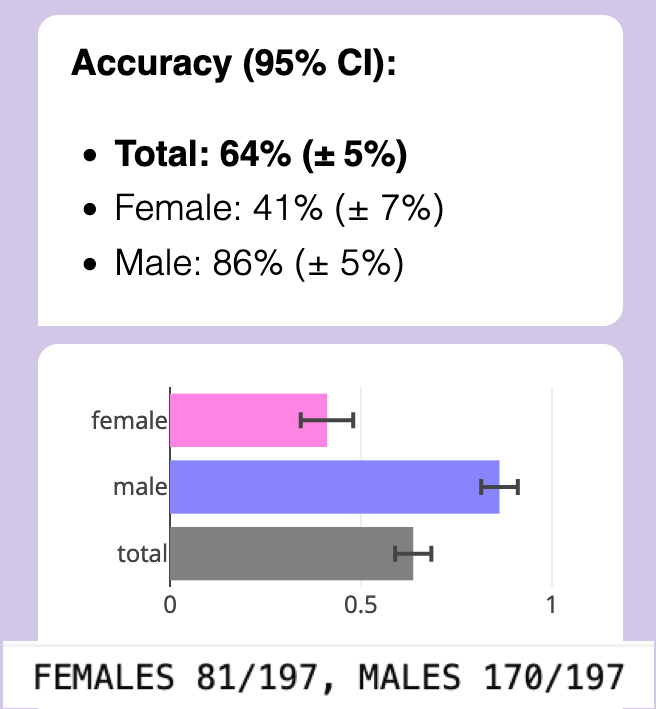 Accuracy (95% CI):
• Total: 64% (± 5%)
• Female: 41% (± 7%)
• Male: 86% (± 5%)
female
male
total
0 0.5 1
FEMALES 81/197, MALES 170/197